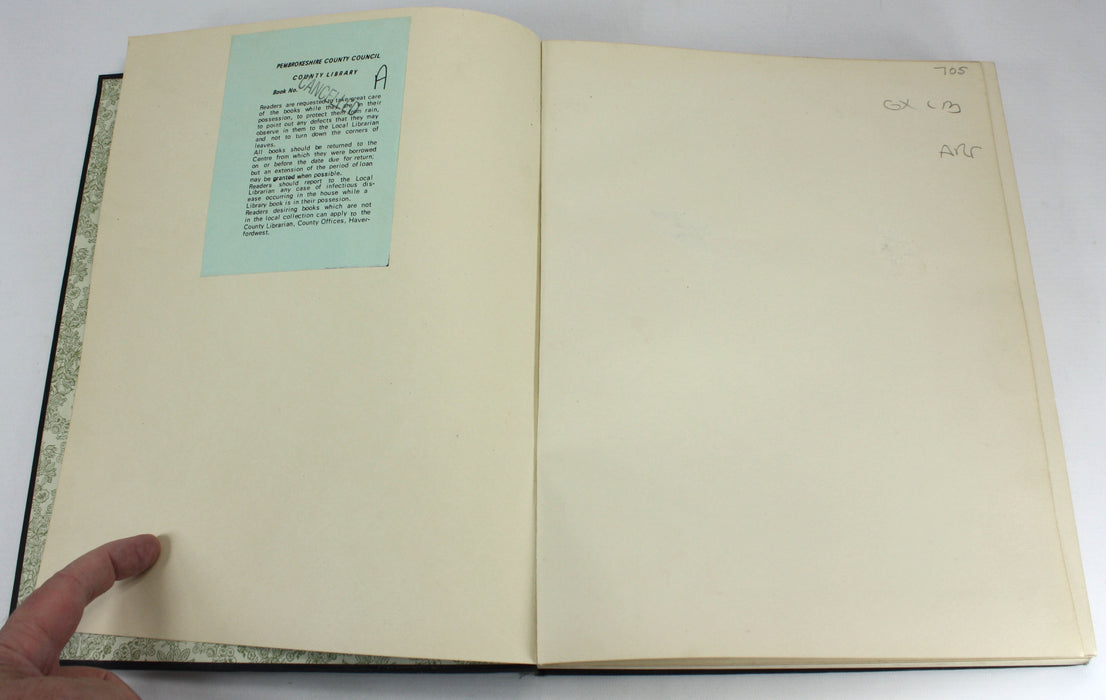 PEMBROKESHIRE COUNTY COUNCIL
COUNTY LIBRARY
Book No. A
CANCELLED
Readers are requested to take great care
of the books while they are in their
possession, to protect them from rain,
to point out any defects that they may
observe in them to the Local Librarian
and not to turn down the corners of
leaves.
All books should be returned to the
Centre from which they were borrowed
on or before the date due for return;
but an extension of the period of loan
may be granted when possible.
Readers should report to the Local
Librarian any case of infectious dis-
ease occurring in the house while a
Library book is in their possesion.
Readers desiring books which are not
in the local collection can apply to the
County Librarian, County Offices, Haver-
fordwest.
705